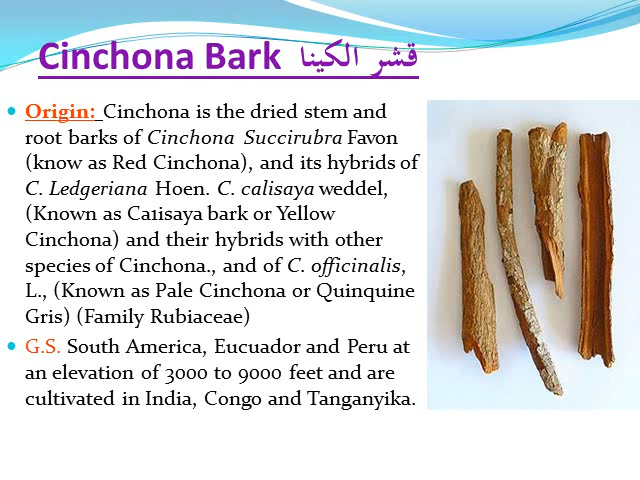 Cinchona Bark قشر الكينا
Origin: Cinchona is the dried stem and
root barks of Cinchona Succirubra Favon
(know as Red Cinchona), and its hybrids of
C. Ledgeriana Hoen. C. calisaya weddel,
(Known as Calisaya bark or Yellow
Cinchona) and their hybrids with other
species of Cinchona., and of C. officinalis,
L., (Known as Pale Cinchona or Quinquine
Gris) (Family Rubiaceae)
G.S. South America, Eucuador and Peru at
an elevation of 3000 to 9000 feet and are
cultivated in India, Congo and Tanganyika.